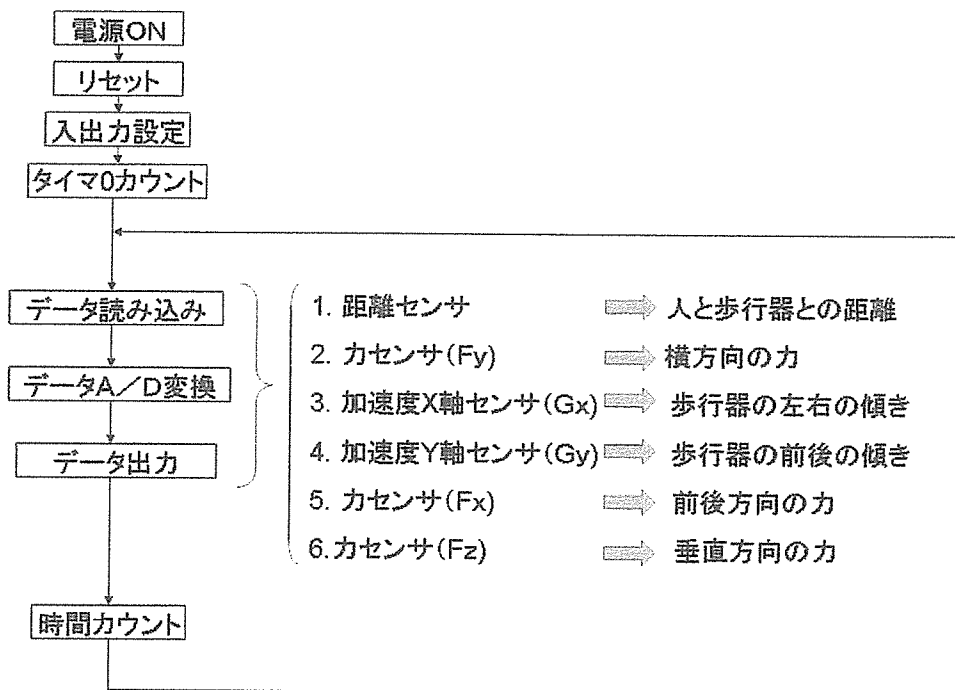 電源ON
リセット
入出力設定
タイマ0カウント
データ読み込み
データA／D変換
データ出力
時間カウント
1. 距離センサ 人と歩行器との距離
2. 力センサ(Fy) 横方向の力
3. 加速度X軸センサ(Gx) 歩行器の左右の傾き
4. 加速度Y軸センサ(Gy) 歩行器の前後の傾き
5. 力センサ(Fx) 前後方向の力
6.力センサ(Fz) 垂直方向の力